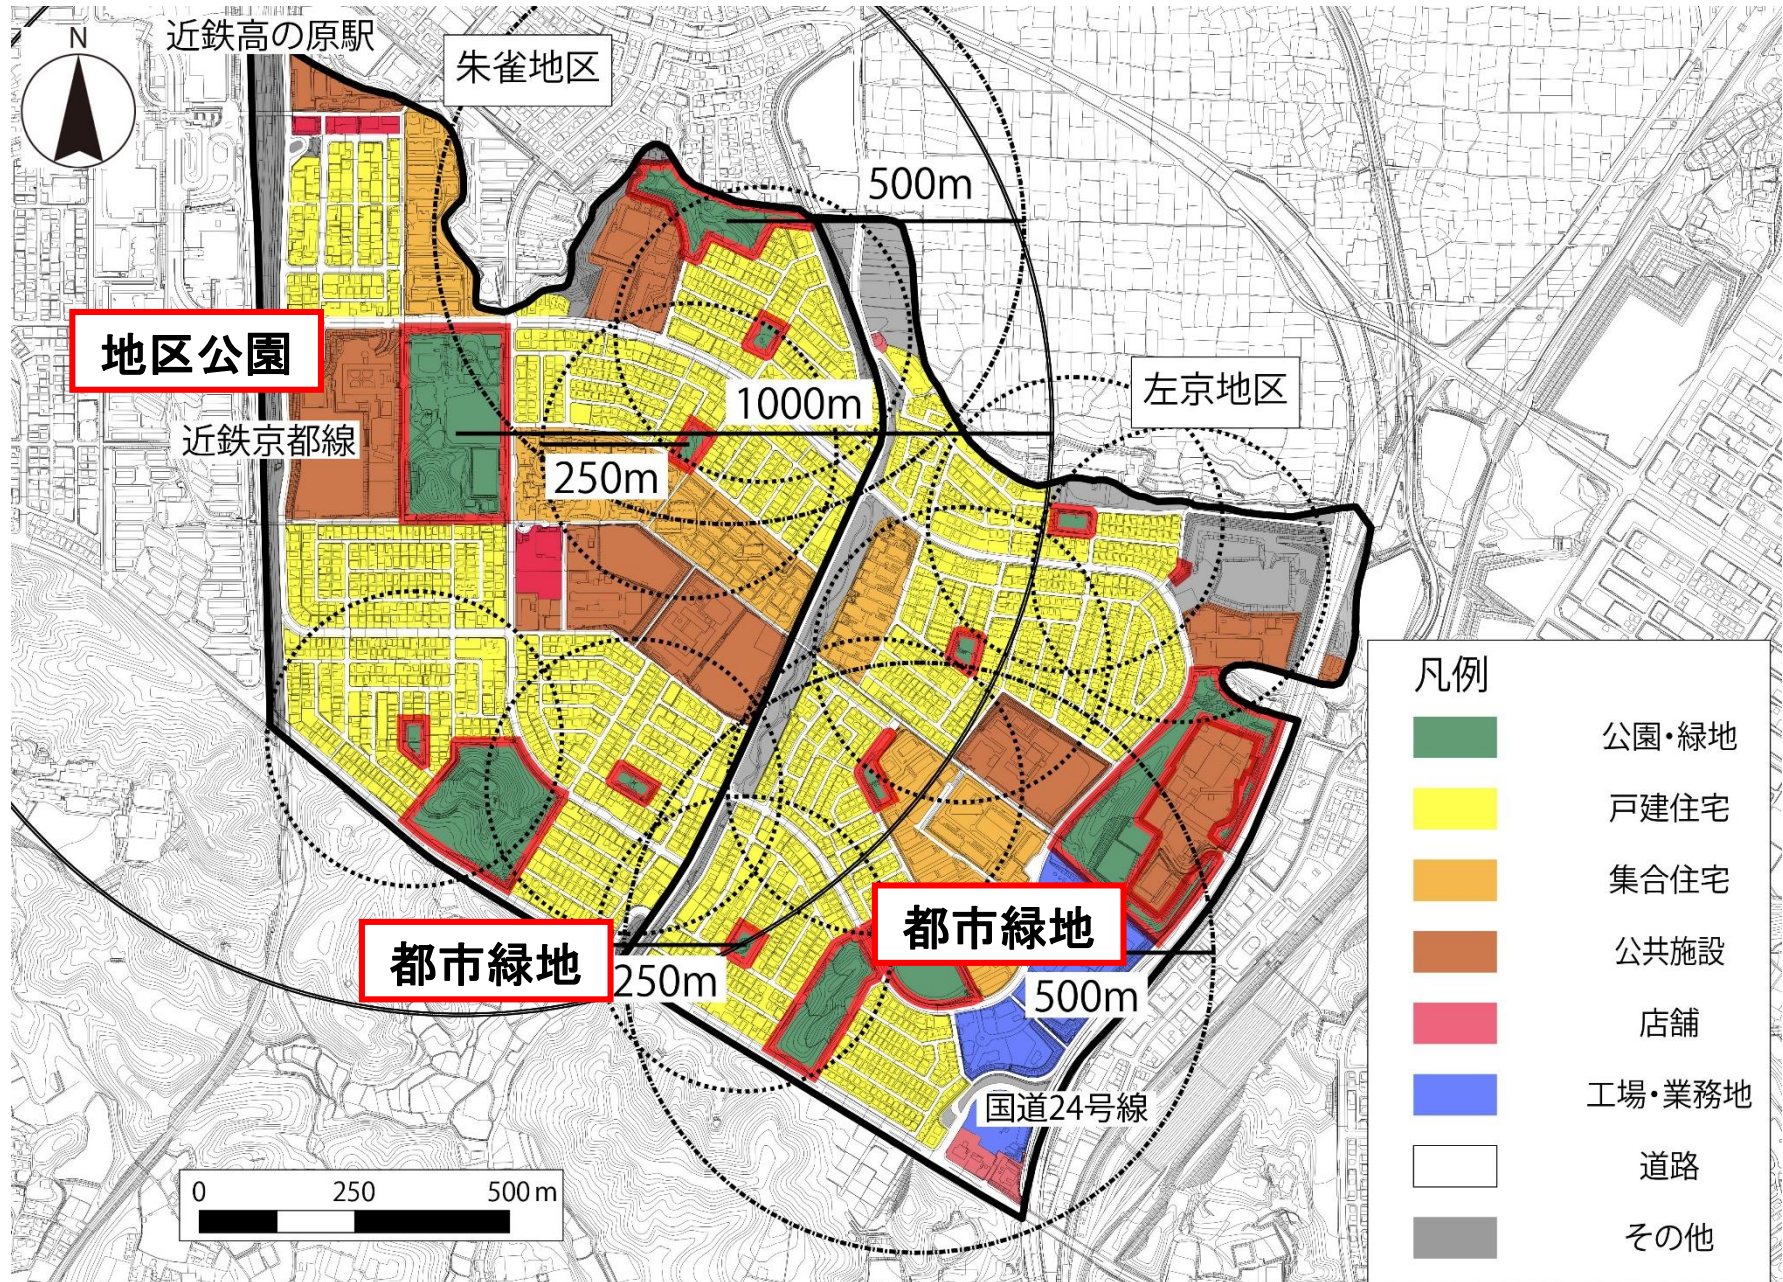 N
近鉄高の原駅
朱雀地区
500m
地区公園
1000m
左京地区
近鉄京都線
250m
凡例
公園・緑地
戸建住宅
集合住宅
公共施設
店舗
工場・業務地
道路
その他
都市緑地
都市緑地
250m
500m
国道24号線
0 250 500m